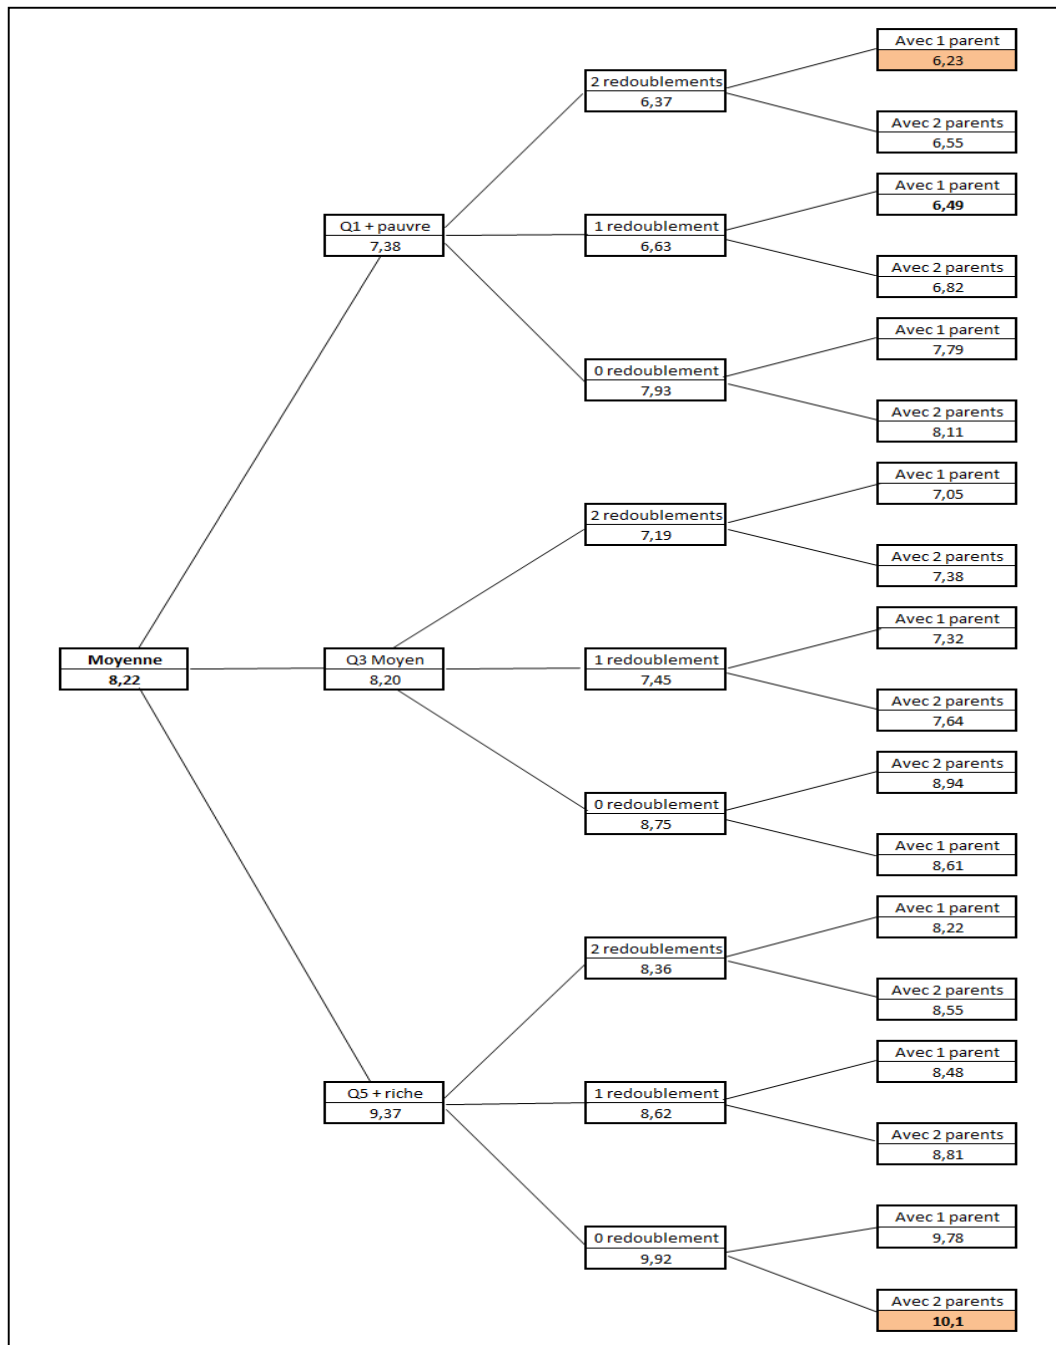 Avec 1 parent
6,23
2 redoublements
6,37
Avec 2 parents
6,55
Avec 1 parent
6,49
Q1 + pauvre
7,38
1 redoublement
6,63
Avec 2 parents
6,82
Avec 1 parent
7,79
0 redoublement
7,93
Avec 2 parents
8,11
Avec 1 parent
7,05
2 redoublements
7,19
Avec 2 parents
7,38
Avec 1 parent
7,32
Moyenne
8,22
Q3 Moyen
8,20
1 redoublement
7,45
Avec 2 parents
7,64
Avec 2 parents
8,94
0 redoublement
8,75
Avec 1 parent
8,61
Avec 1 parent
8,22
2 redoublements
8,36
Avec 2 parents
8,55
Avec 1 parent
8,48
Q5 + riche
9,37
1 redoublement
8,62
Avec 2 parents
8,81
Avec 1 parent
9,78
0 redoublement
9,92
Avec 2 parents
10,1